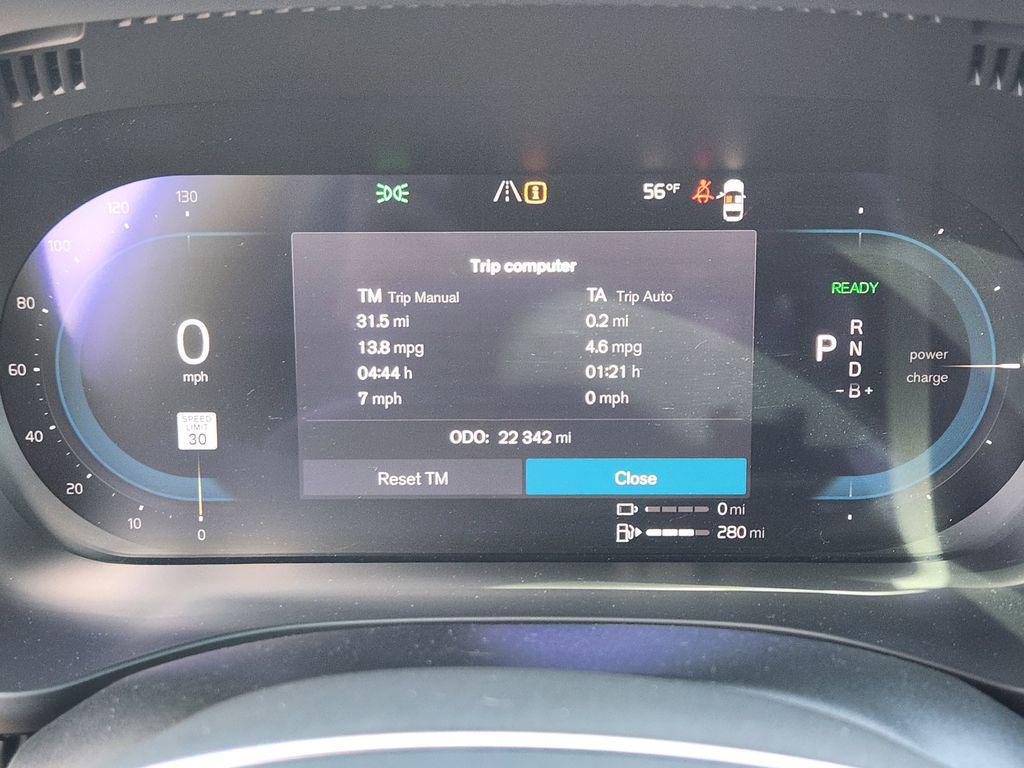 56°F
130
120
100
80
60
40
20
10
0
0
mph
SPEED
LIMIT
30
Trip computer
TM Trip Manual
31.5 mi
13.8 mpg
04:44 h
7 mph
TA Trip Auto
0.2 mi
4.6 mpg
01:21 h
0 mph
ODO: 22 342 mi
Reset TM
Close
0 mi
280 mi
READY
P
R
N
D
- B +
power
charge